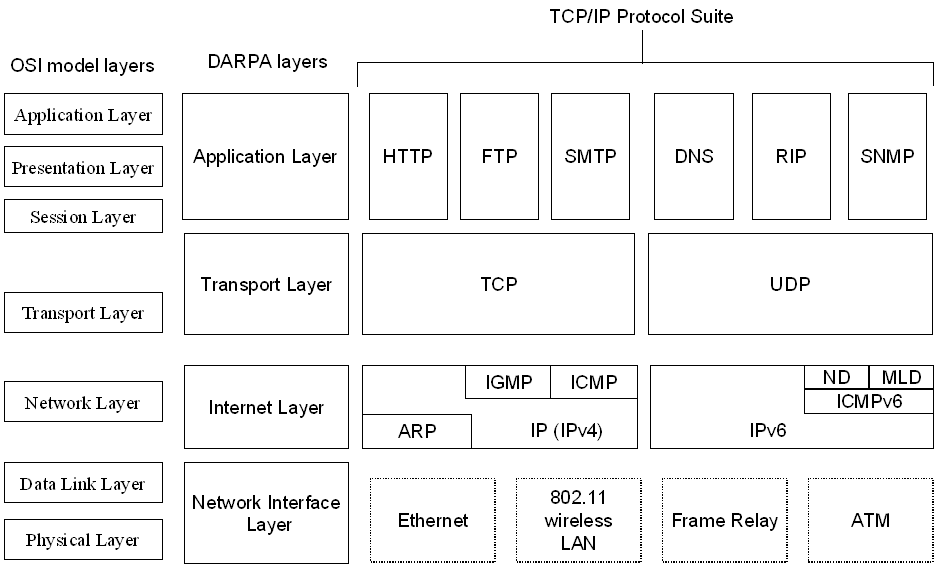 TCP/IP Protocol Suite
OSI model layers
DARPA layers
Application Layer
Presentation Layer
Session Layer
Transport Layer
Network Layer
Data Link Layer
Physical Layer
Application Layer
Transport Layer
Internet Layer
Network Interface
Layer
HTTP
FTP
SMTP
DNS
RIP
SNMP
TCP
UDP
IGMP
ICMP
ARP
IP (IPv4)
ND
MLD
ICMPv6
IPv6
Ethernet
802.11
wireless
LAN
Frame Relay
ATM